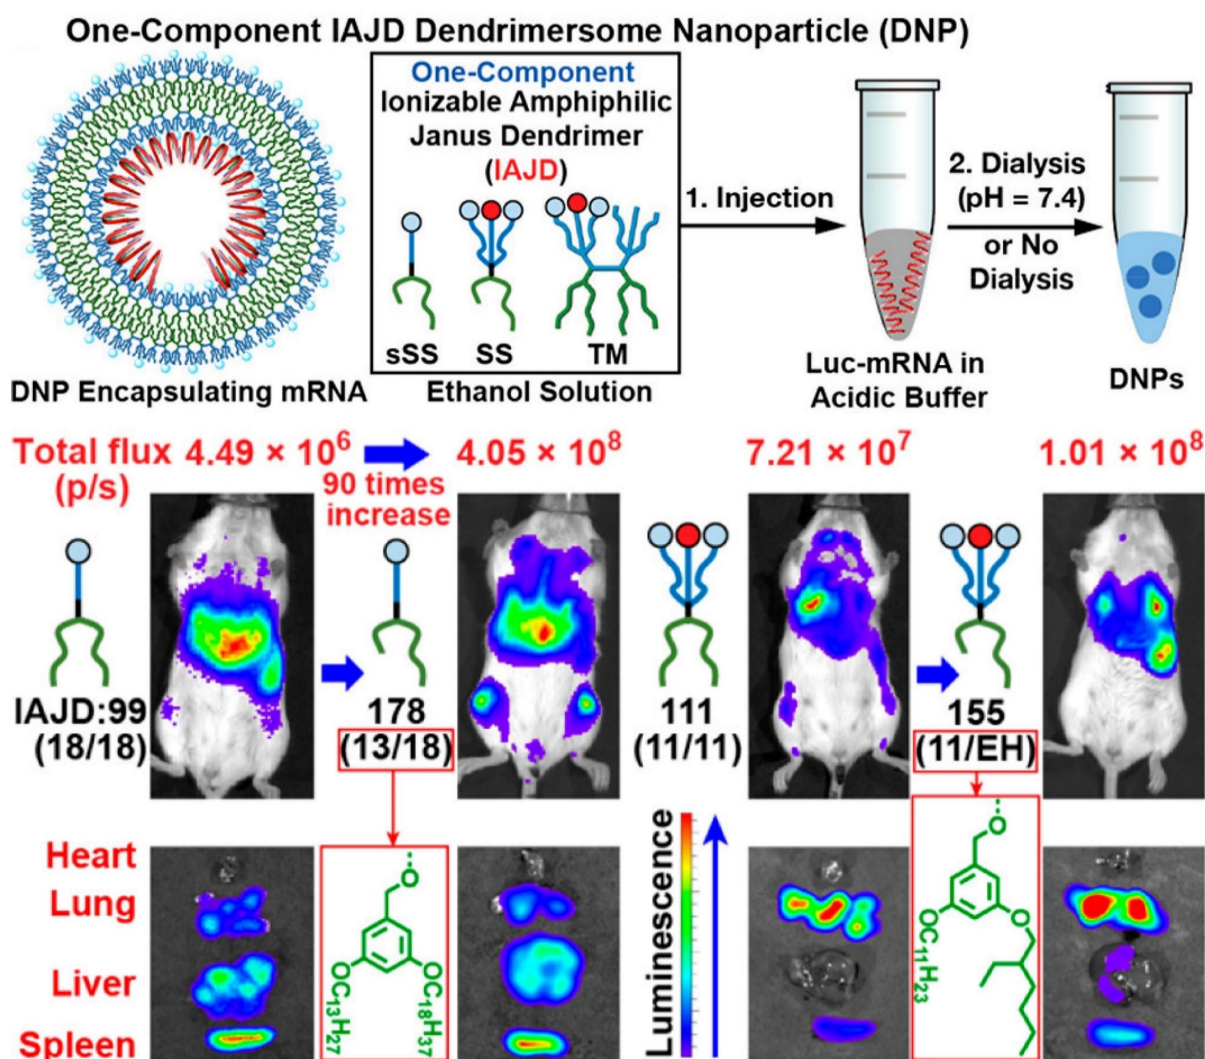 One-Component IAJD Dendrimersome Nanoparticle (DNP)
One-Component
Ionizable Amphiphilic
Janus Dendrimer
(IAJD)
sSS SS TM
DNP Encapsulating mRNA
Ethanol Solution
1. Injection
2. Dialysis
(pH = 7.4)
or No
Dialysis
Luc-mRNA in
Acidic Buffer
DNPs
Total flux 4.49 × 10⁶
(p/s)
90 times
increase
4.05 × 10⁸
7.21 × 10⁷
1.01 × 10⁸
IAJD:99
(18/18)
178
(13/18)
111
(11/11)
155
(11/EH)
Heart
Lung
Liver
Spleen
O
OC₁₃H₂₇
OC₁₈H₃₇
Luminescence
O
OC₁₁H₂₃
O